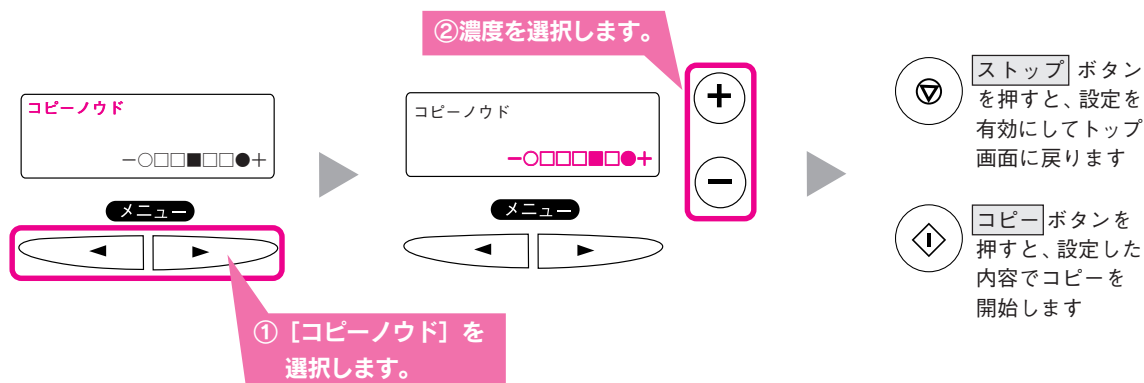 ②濃度を選択します。
コピーノウド
−○□□■□□●+
メニュー
①[コピーノウド]を
選択します。
コピーノウド
−○□□□■□●+
メニュー
ストップ ボタン
を押すと、設定を
有効にしてトップ
画面に戻ります
コピー ボタンを
押すと、設定した
内容でコピーを
開始します